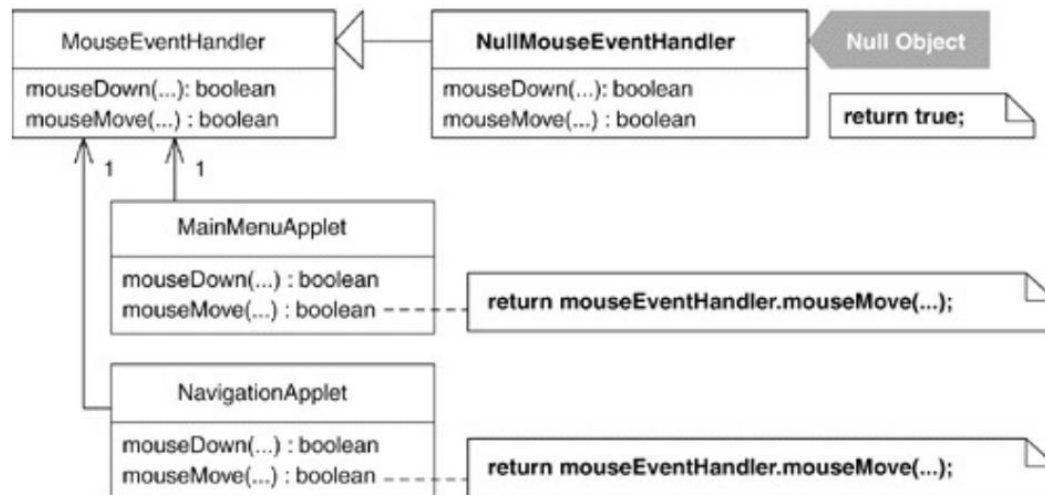 MouseEventHandler
mouseDown(...): boolean
mouseMove(...) : boolean
NullMouseEventHandler
mouseDown(...): boolean
mouseMove(...) : boolean
Null Object
return true;
1
1
MainMenuApplet
mouseDown(...) : boolean
mouseMove(...) : boolean
return mouseEventHandler.mouseMove(...);
NavigationApplet
mouseDown(...) : boolean
mouseMove(...) : boolean
return mouseEventHandler.mouseMove(...);